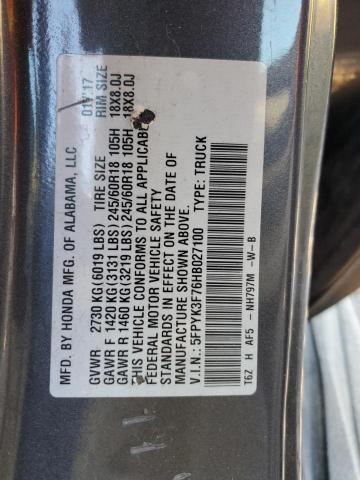 MFD. BY HONDA MFG. OF ALABAMA, LLC
GVWR 2730 KG(6019 LBS) TIRE SIZE RIM SIZE
GAWR F 1420 KG(3131 LBS) 245/60R18 105H 18X8.0J
GAWR R 1460 KG(3219 LBS) 245/60R18 105H 18X8.0J
THIS VEHICLE CONFORMS TO ALL APPLICABLE
FEDERAL MOTOR VEHICLE SAFETY
STANDARDS IN EFFECT ON THE DATE OF
MANUFACTURE SHOWN ABOVE.
V.I.N.: 5FPYK3F76HB027100 TYPE: TRUCK
T6Z H AF5 - NH797M -W-B